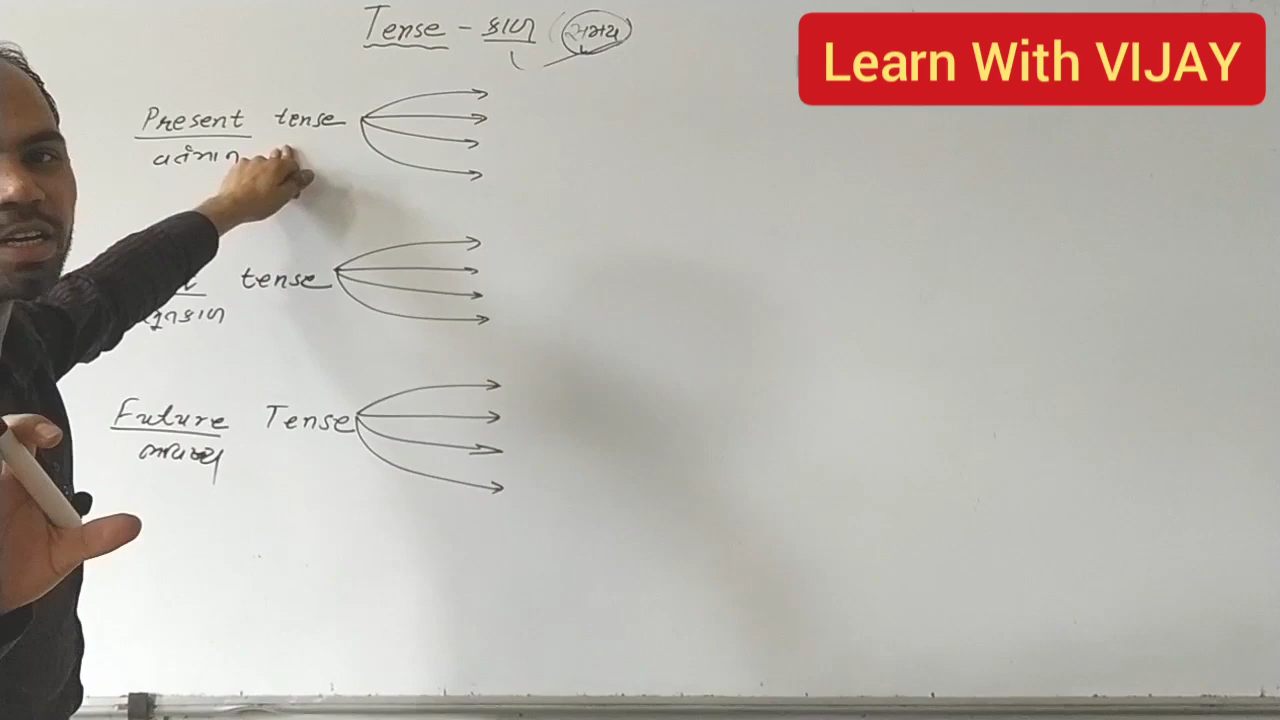 Tense - કાળ (સમય)
Learn With VIJAY
Present tense
વર્તમાન
tense
ભૂતકાળ
Future Tense
ભવિષ્ય